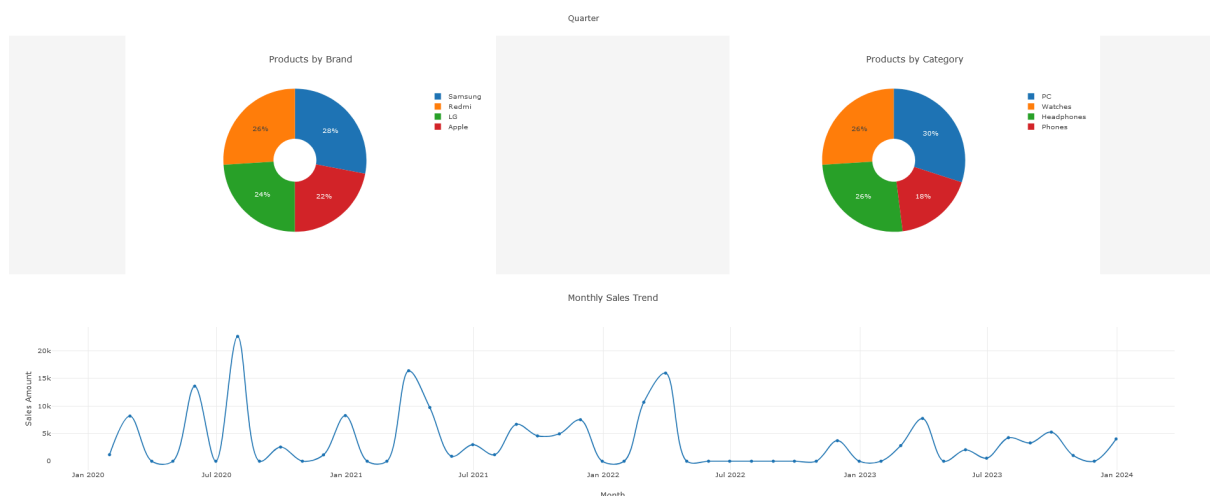 Quarter
Products by Brand
Samsung
Redmi
LG
Apple
28%
26%
24%
22%
Products by Category
PC
Watches
Headphones
Phones
30%
26%
26%
18%
Monthly Sales Trend
Sales Amount
20k
15k
10k
5k
0
Jan 2020
Jul 2020
Jan 2021
Jul 2021
Jan 2022
Jul 2022
Jan 2023
Jul 2023
Jan 2024
Month